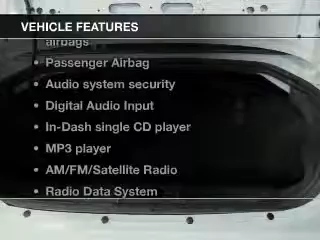 VEHICLE FEATURES
airbags
• Passenger Airbag
• Audio system security
• Digital Audio Input
• In-Dash single CD player
• MP3 player
• AM/FM/Satellite Radio
• Radio Data System